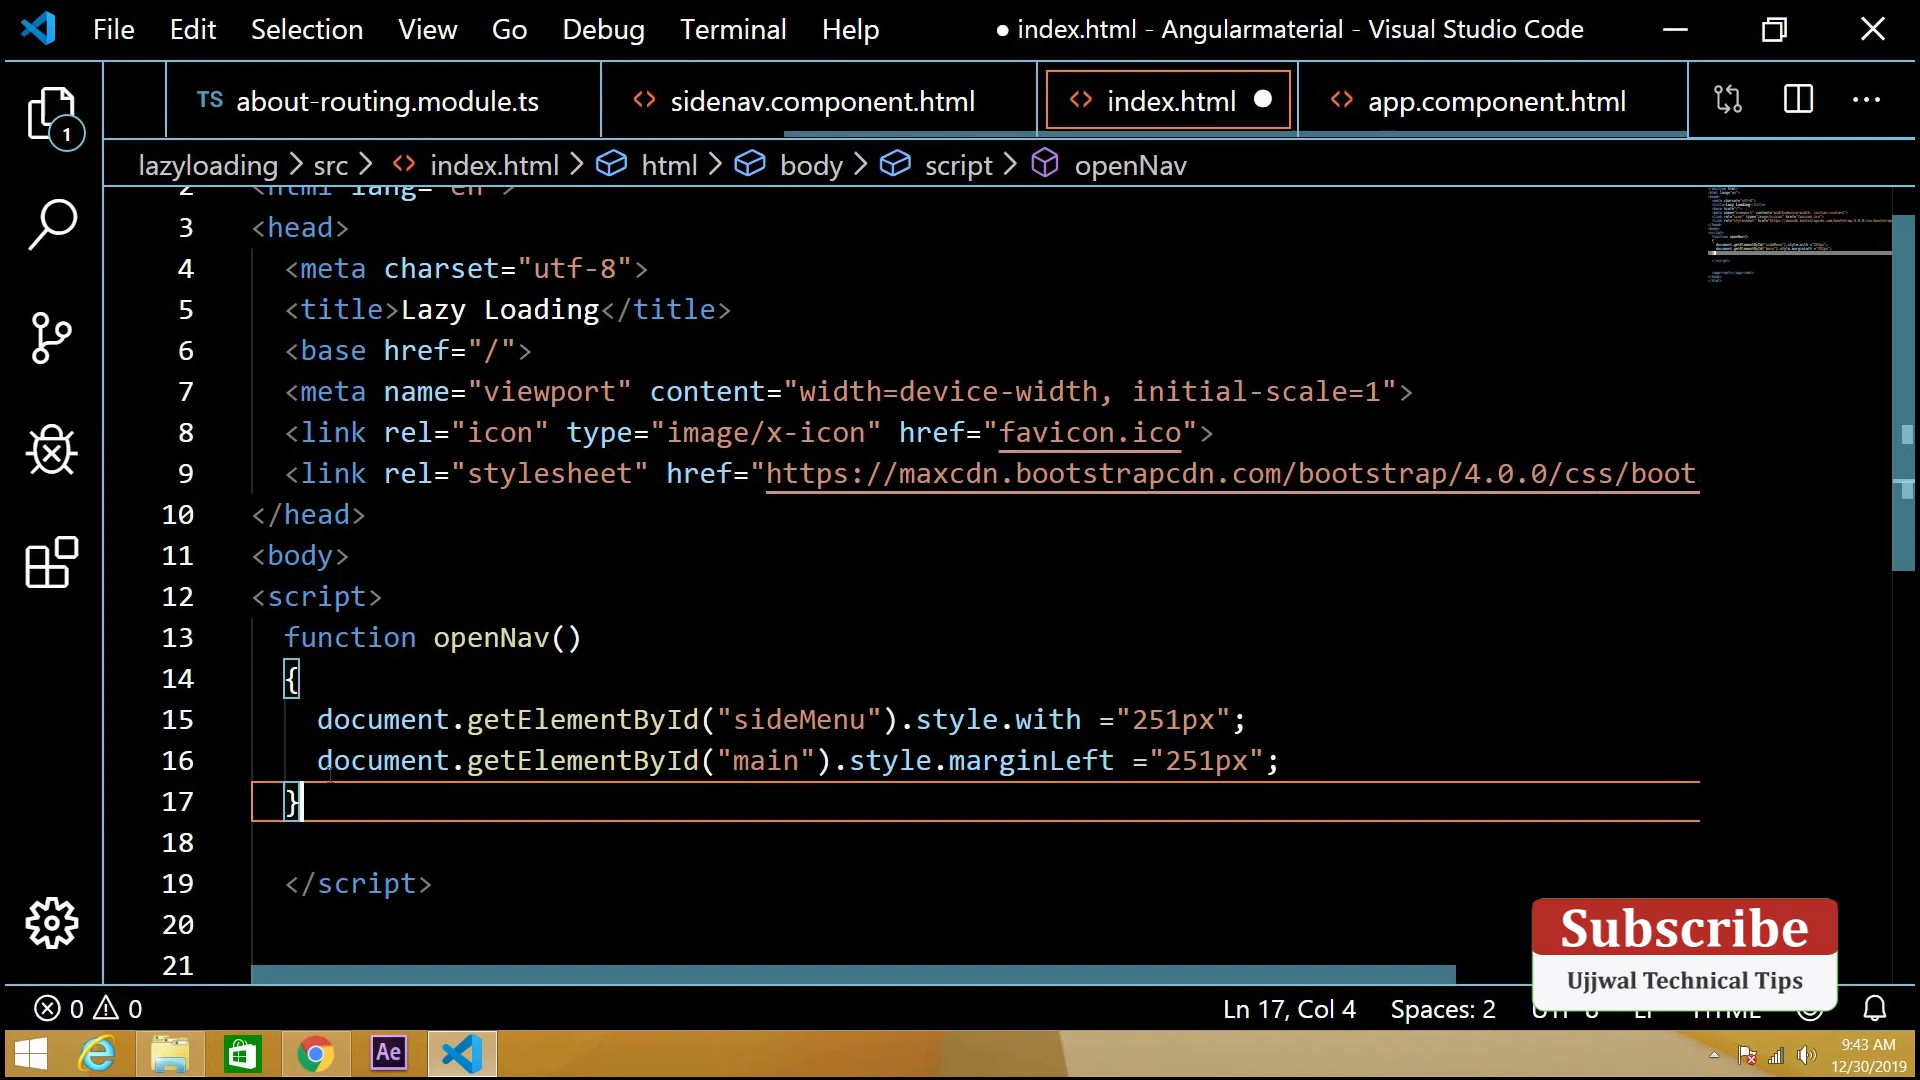 File Edit Selection View Go Debug Terminal Help ● index.html - Angularmaterial - Visual Studio Code
TS about-routing.module.ts <> sidenav.component.html <> index.html ● <> app.component.html
1
lazyloading > src > <> index.html > html > body > script > openNav
3 <head>
4 <meta charset="utf-8">
5 <title>Lazy Loading</title>
6 <base href="/">
7 <meta name="viewport" content="width=device-width, initial-scale=1">
8 <link rel="icon" type="image/x-icon" href="favicon.ico">
9 <link rel="stylesheet" href="https://maxcdn.bootstrapcdn.com/bootstrap/4.0.0/css/boot
10 </head>
11 <body>
12 <script>
13 function openNav()
14 {
15 document.getElementById("sideMenu").style.with ="251px";
16 document.getElementById("main").style.marginLeft ="251px";
17 }
18
19 </script>
20
21
Subscribe
Ujjwal Technical Tips
0 0 Ln 17, Col 4 Spaces: 2
Ae
9:43 AM
12/30/2019